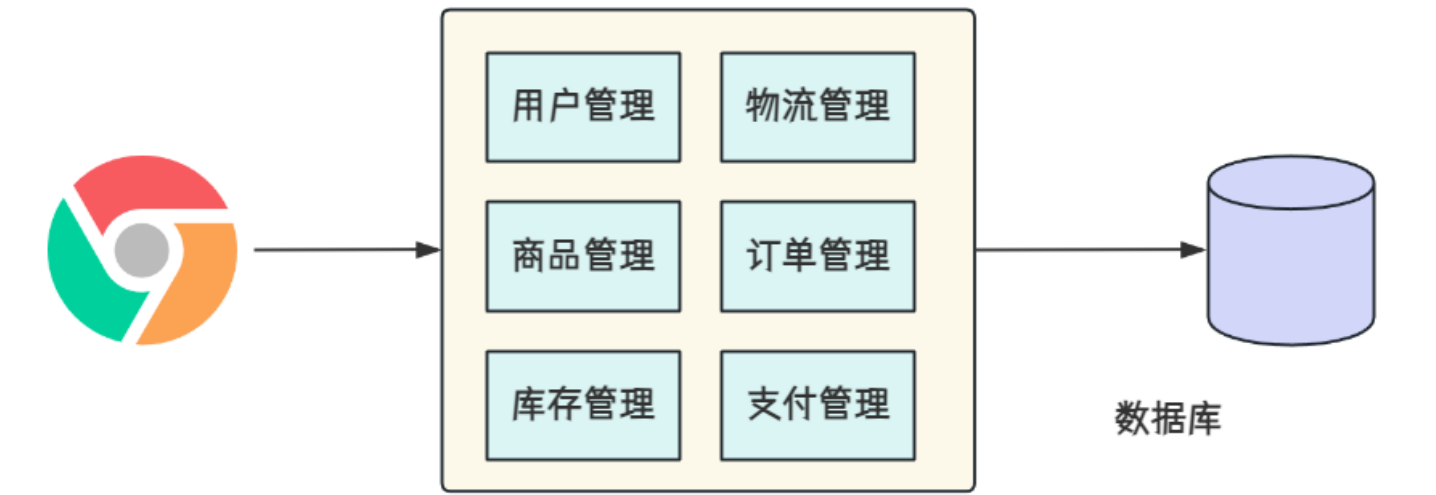 用户管理
物流管理
商品管理
订单管理
库存管理
支付管理
数据库